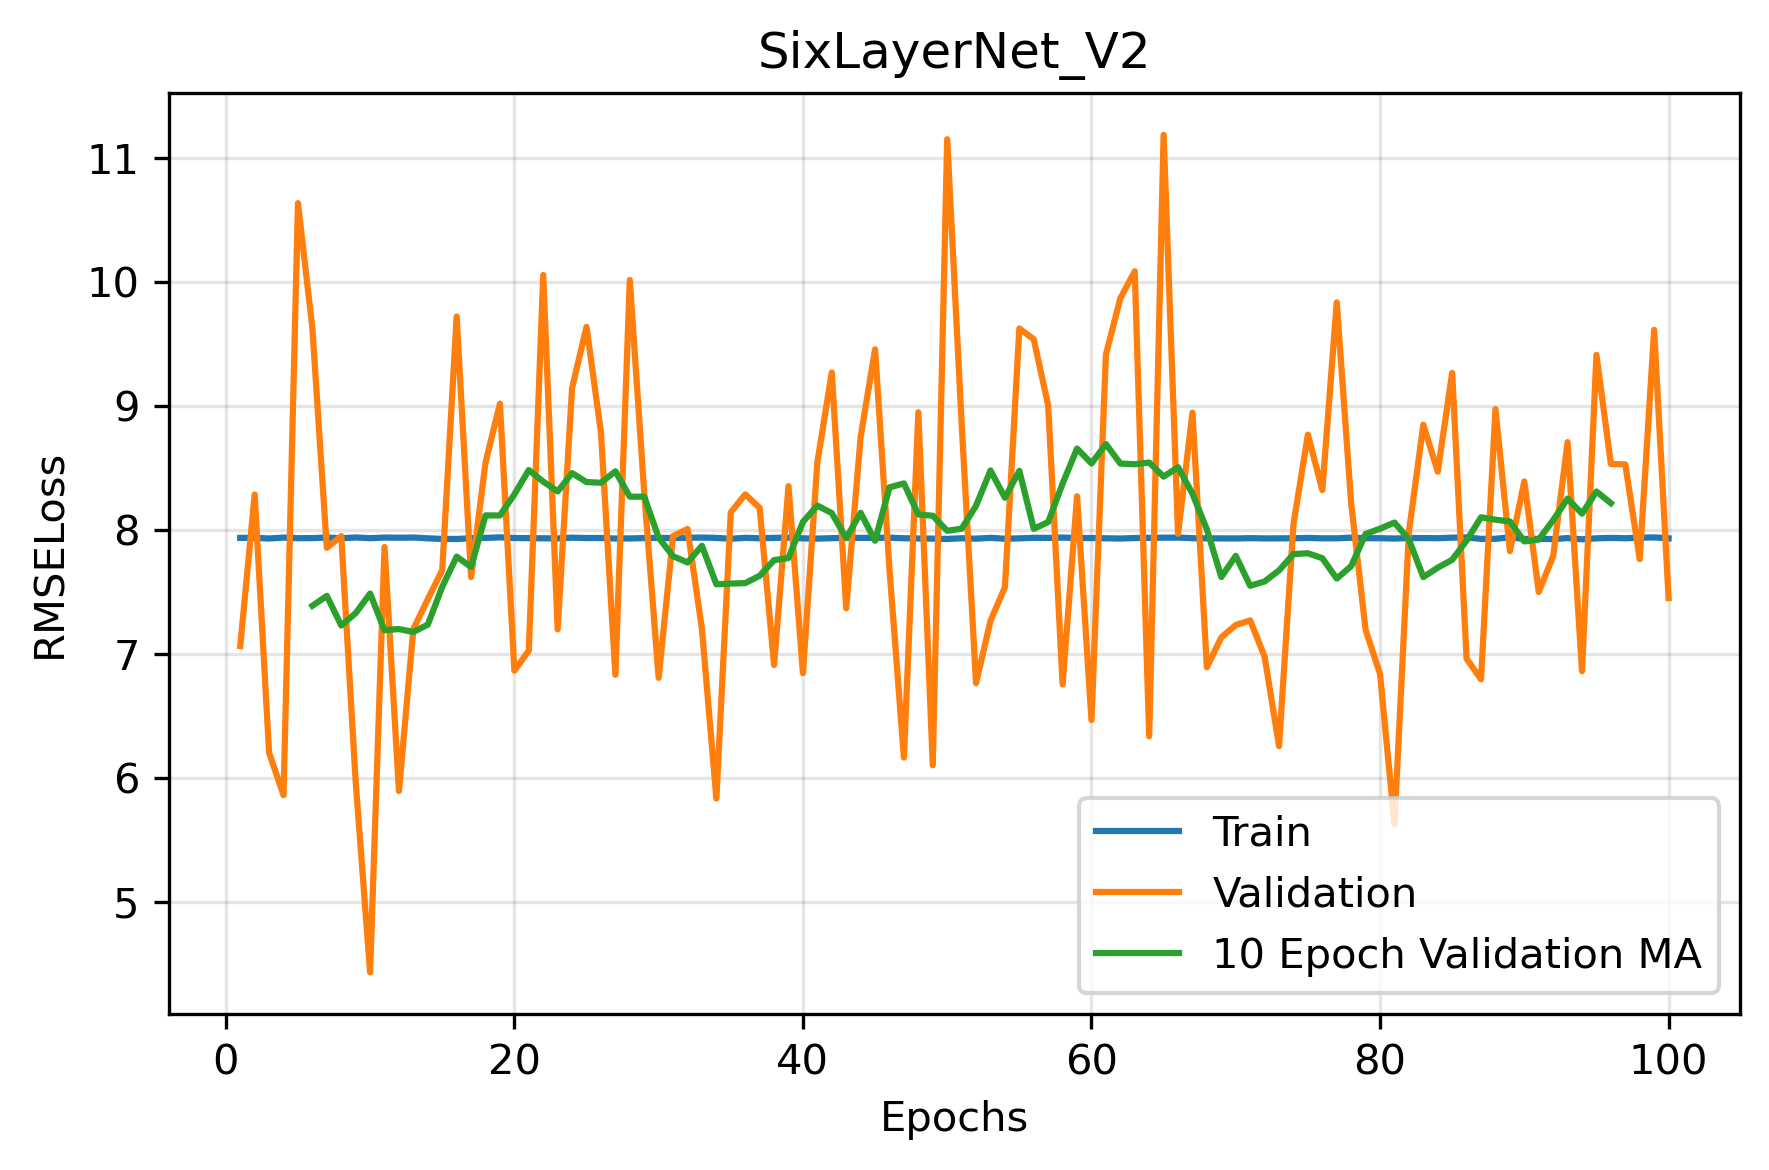 SixLayerNet_V2
RMSELoss
11
10
9
8
7
6
5
Train
Validation
10 Epoch Validation MA
0 20 40 60 80 100
Epochs